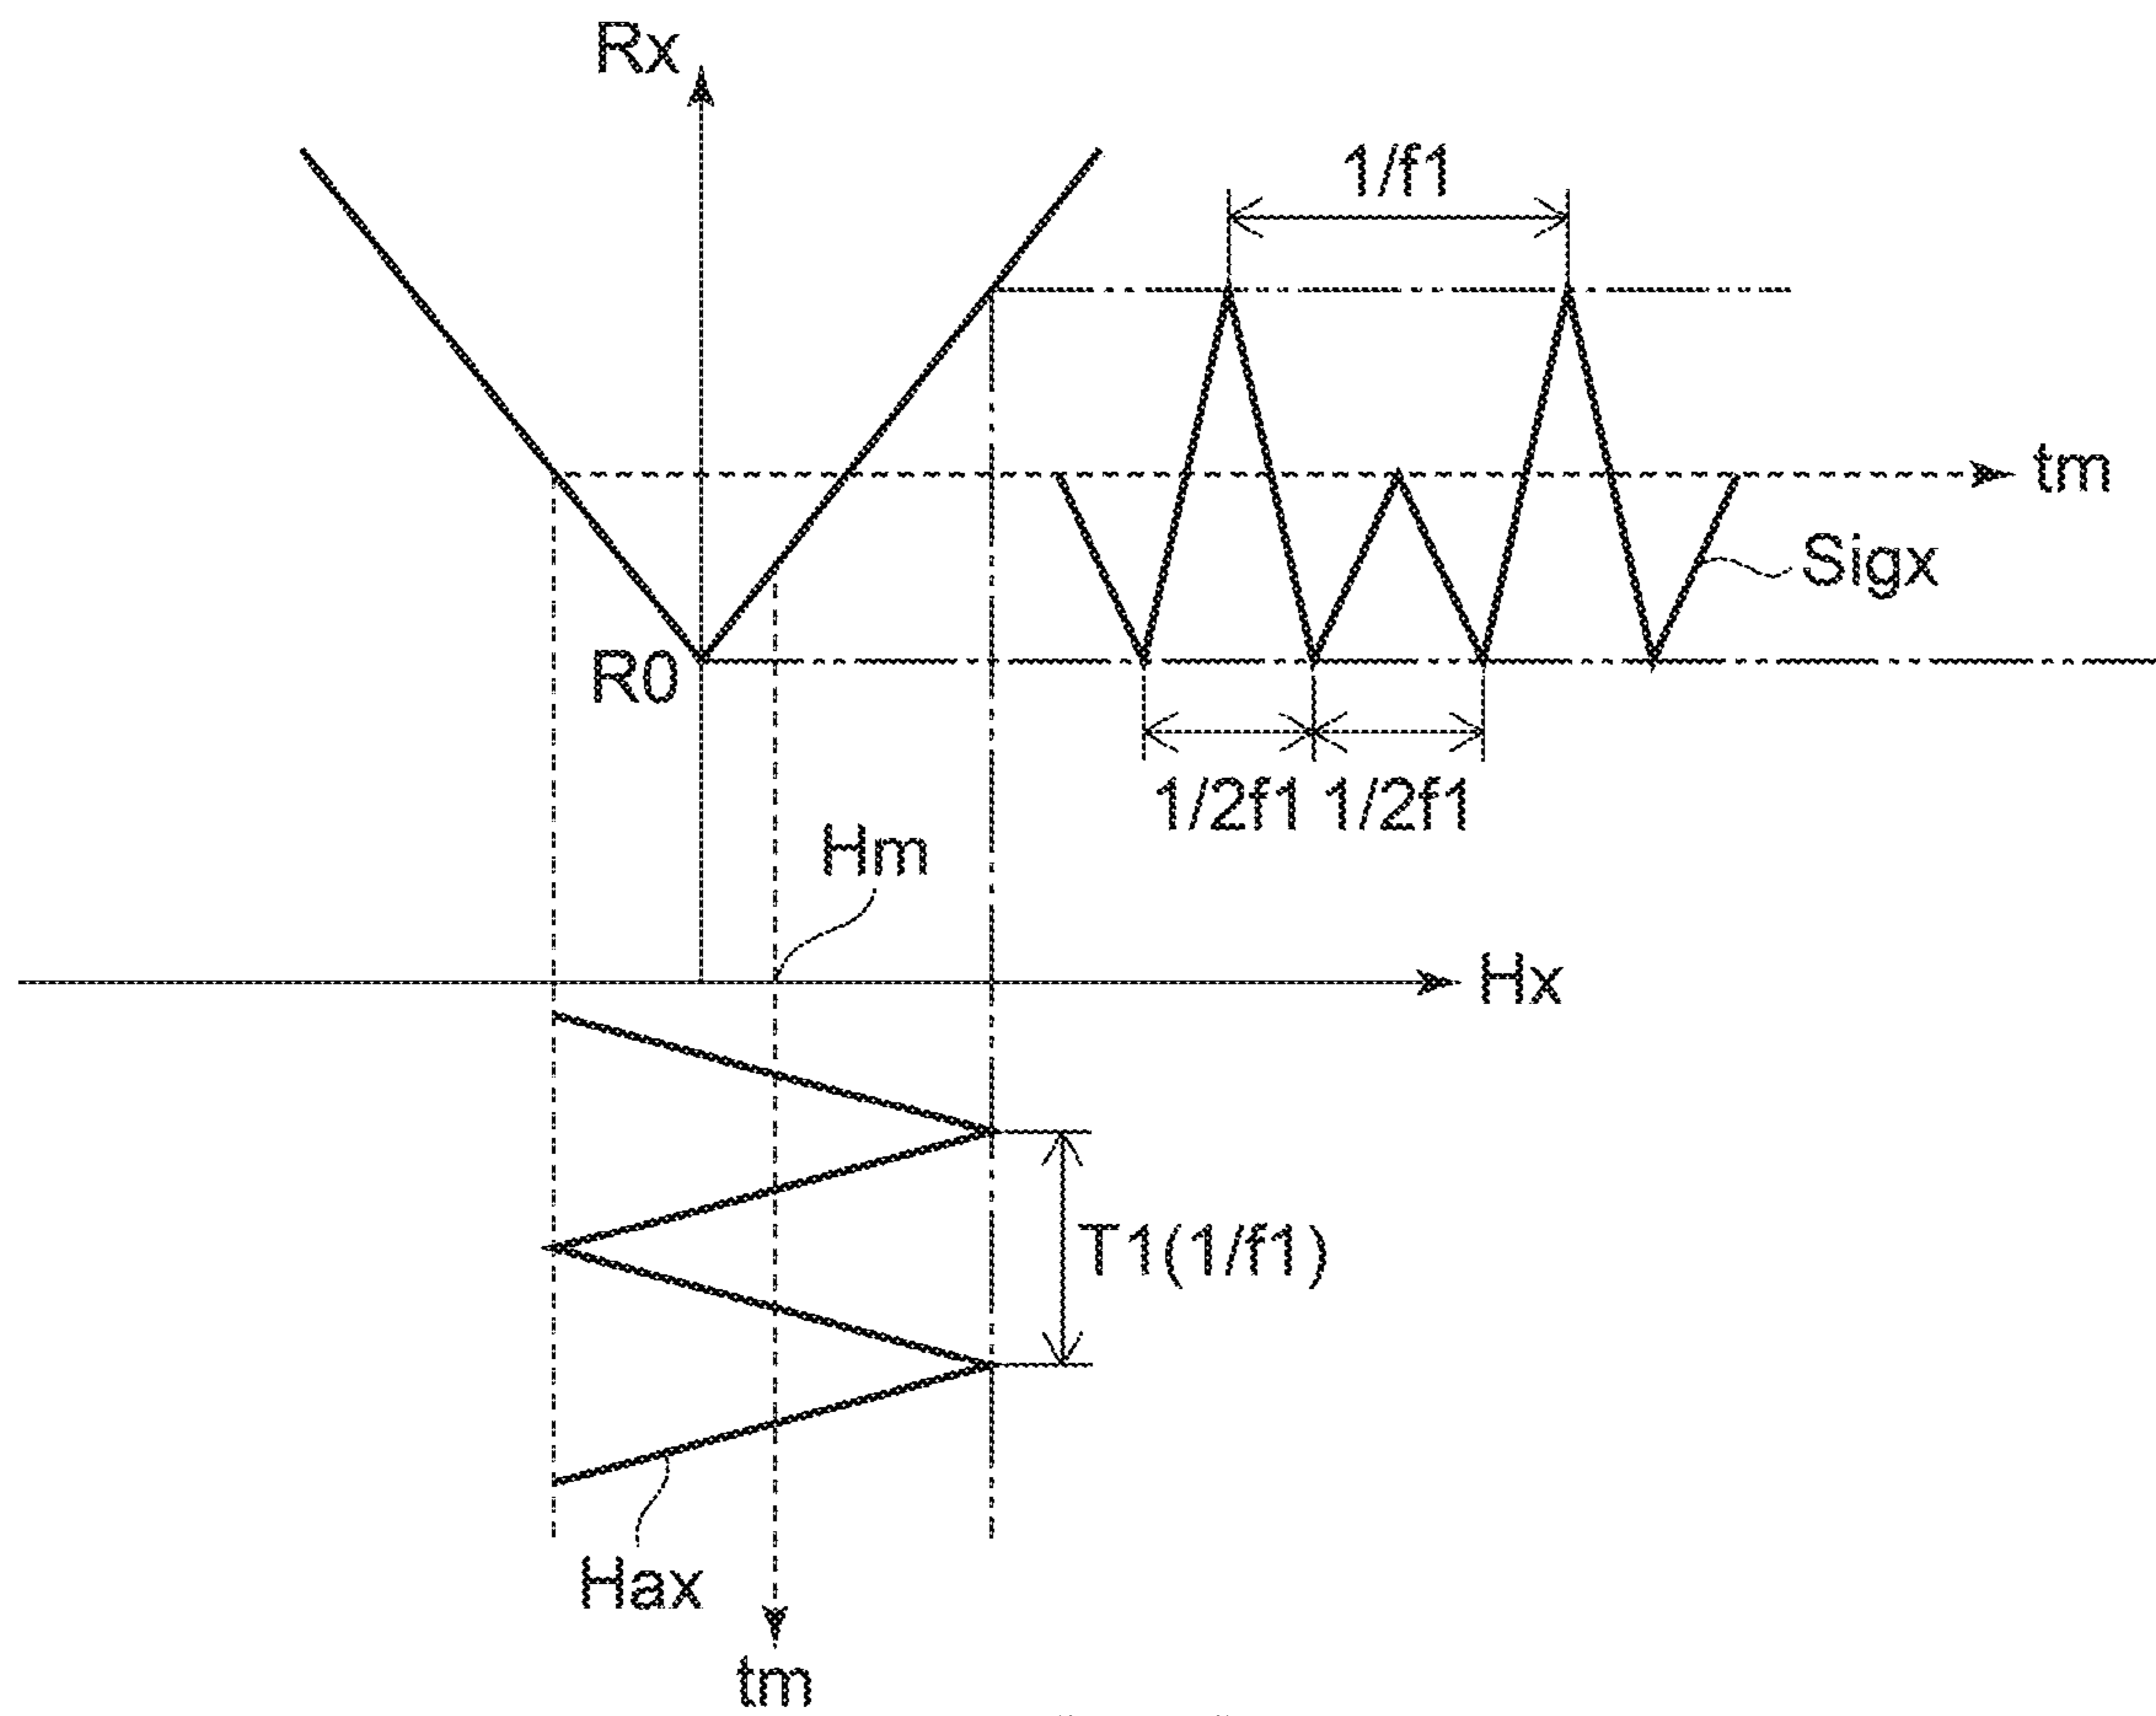 Rx
1/f1
tm
Sigx
R0
1/2f1 1/2f1
Hm
Hx
T1(1/f1)
Hax
tm